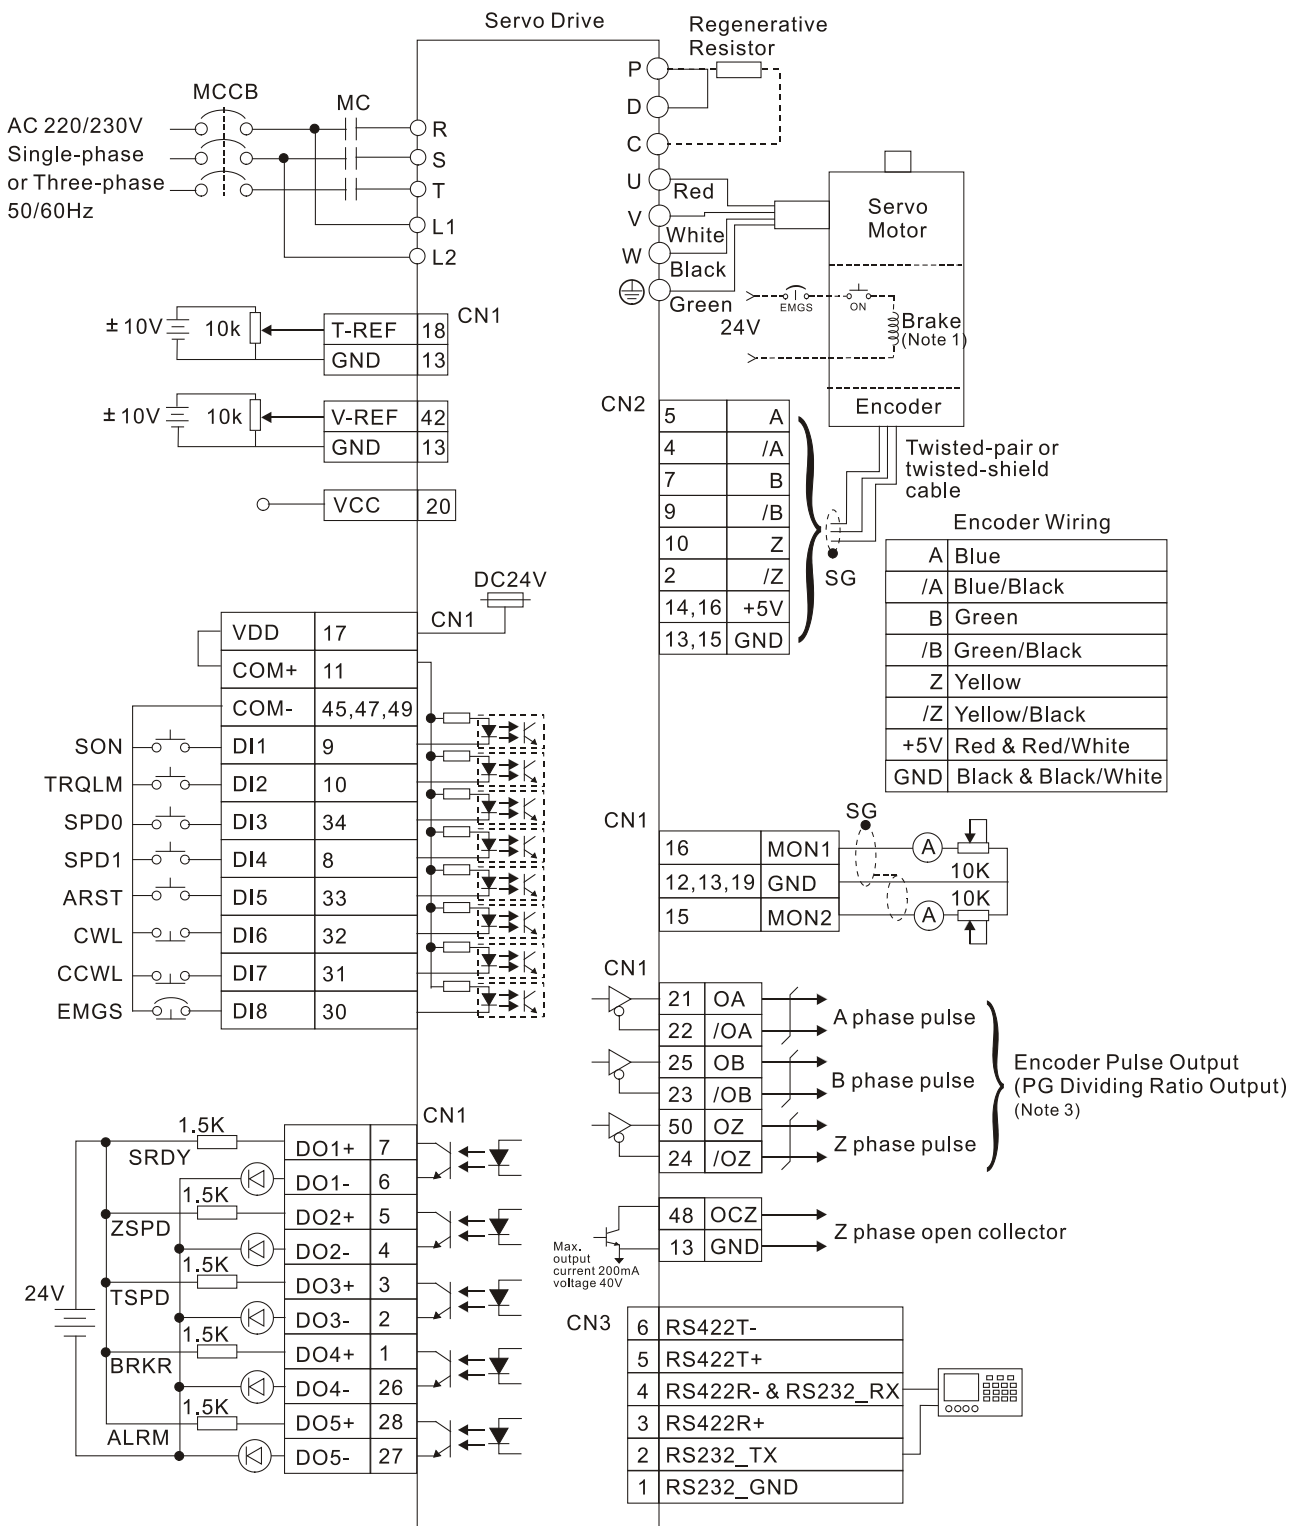 Servo Drive
Regenerative
Resistor
MCCB
MC
AC 220/230V
Single-phase
or Three-phase
50/60Hz
R
S
T
L1
L2
P
D
C
U
V
W
Red
White
Black
Green
Servo
Motor
24V
EMGS
ON
Brake
(Note 1)
Encoder
Twisted-pair or
twisted-shield
cable
± 10V
10k
T-REF 18
GND 13
CN1
± 10V
10k
V-REF 42
GND 13
VCC 20
CN2
5 A
4 /A
7 B
9 /B
10 Z
2 /Z
14,16 +5V
13,15 GND
SG
Encoder Wiring
A Blue
/A Blue/Black
B Green
/B Green/Black
Z Yellow
/Z Yellow/Black
+5V Red & Red/White
GND Black & Black/White
DC24V
CN1
VDD 17
COM+ 11
COM- 45,47,49
SON DI1 9
TRQLM DI2 10
SPD0 DI3 34
SPD1 DI4 8
ARST DI5 33
CWL DI6 32
CCWL DI7 31
EMGS DI8 30
CN1
16 MON1
12,13,19 GND
15 MON2
SG
A
10K
10K
A
CN1
21 OA
22 /OA
A phase pulse
25 OB
23 /OB
B phase pulse
50 OZ
24 /OZ
Z phase pulse
Encoder Pulse Output
(PG Dividing Ratio Output)
(Note 3)
48 OCZ
13 GND
Z phase open collector
Max.
output
current 200mA
voltage 40V
CN1
24V
1.5K
SRDY
DO1+ 7
DO1- 6
1.5K
ZSPD
DO2+ 5
DO2- 4
1.5K
TSPD
DO3+ 3
DO3- 2
1.5K
BRKR
DO4+ 1
DO4- 26
1.5K
ALRM
DO5+ 28
DO5- 27
CN3
6 RS422T-
5 RS422T+
4 RS422R- & RS232_RX
3 RS422R+
2 RS232_TX
1 RS232_GND